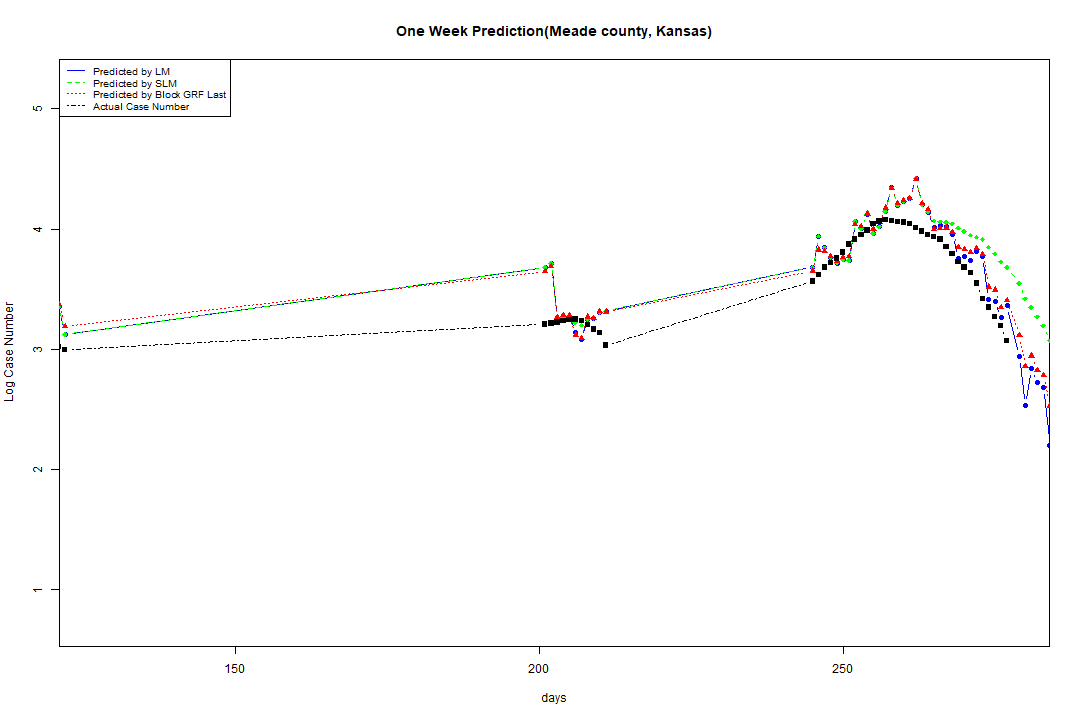 One Week Prediction(Meade county, Kansas)
Predicted by LM
Predicted by SLM
Predicted by Block GRF Last
Actual Case Number
5
4
3
2
1
Log Case Number
150
200
250
days